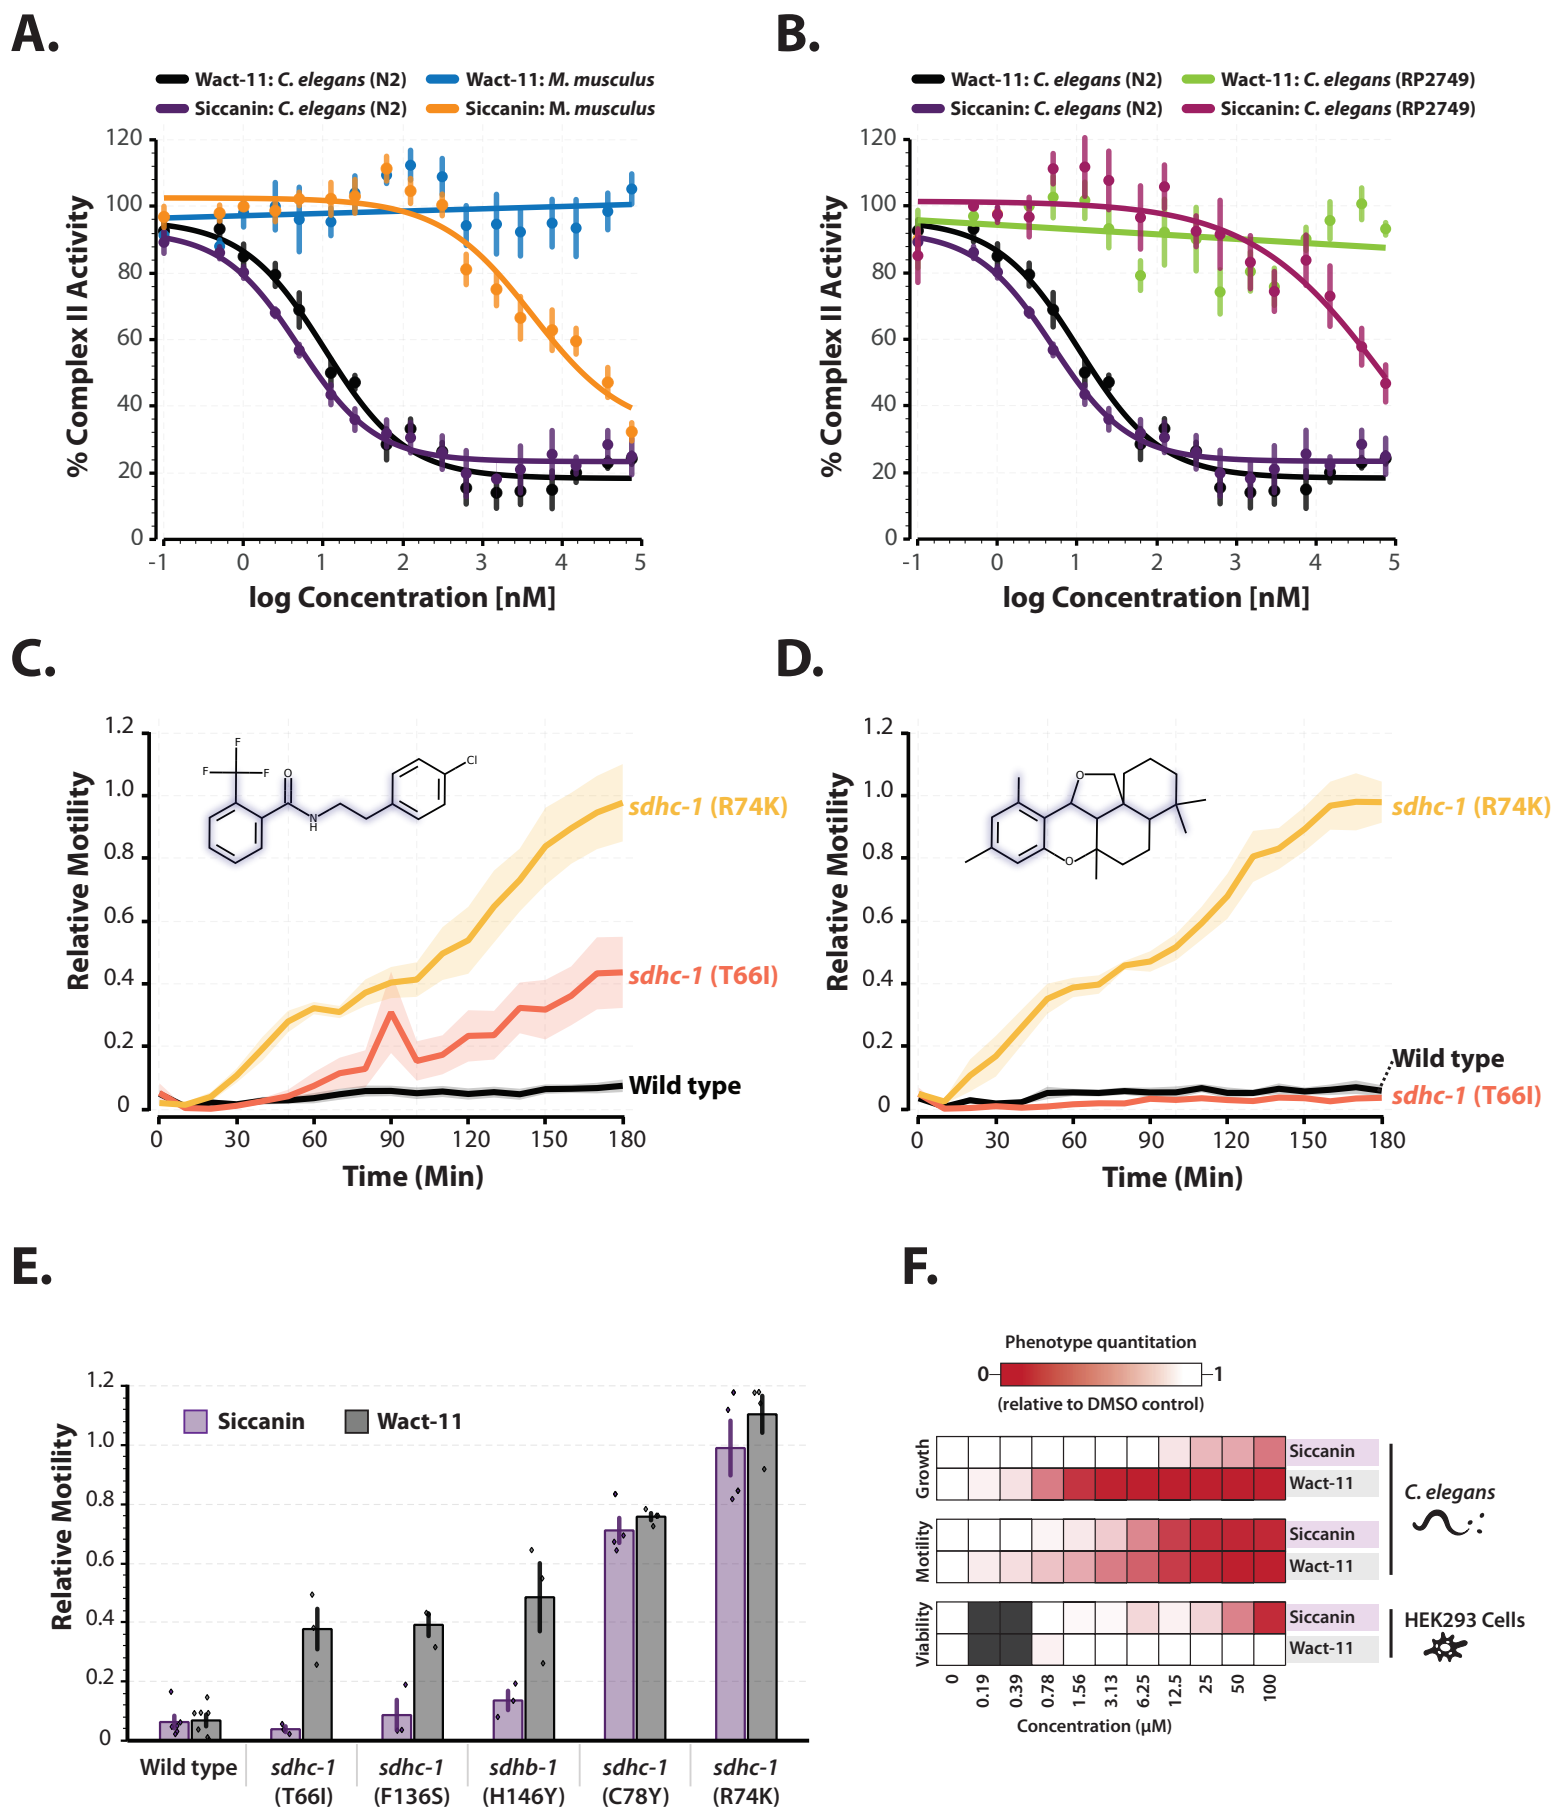 A.
Wact-11: C. elegans (N2)
Wact-11: M. musculus
Siccanin: C. elegans (N2)
Siccanin: M. musculus
120
100
80
60
40
20
0
% Complex II Activity
-1 0 1 2 3 4 5
log Concentration [nM]
B.
Wact-11: C. elegans (N2)
Wact-11: C. elegans (RP2749)
Siccanin: C. elegans (N2)
Siccanin: C. elegans (RP2749)
120
100
80
60
40
20
0
% Complex II Activity
-1 0 1 2 3 4 5
log Concentration [nM]
C.
1.2
1.0
0.8
0.6
0.4
0.2
0
Relative Motility
F
F
F
O
N
H
Cl
sdhc-1 (R74K)
sdhc-1 (T66I)
Wild type
0 30 60 90 120 150 180
Time (Min)
D.
1.2
1.0
0.8
0.6
0.4
0.2
0
Relative Motility
O
O
sdhc-1 (R74K)
Wild type
sdhc-1 (T66I)
0 30 60 90 120 150 180
Time (Min)
E.
1.2
1.0
0.8
0.6
0.4
0.2
0
Relative Motility
Siccanin
Wact-11
Wild type
sdhc-1
(T66I)
sdhc-1
(F136S)
sdhb-1
(H146Y)
sdhc-1
(C78Y)
sdhc-1
(R74K)
F.
Phenotype quantitation
0
1
(relative to DMSO control)
Growth
Siccanin
Wact-11
Motility
Siccanin
Wact-11
C. elegans
Viability
Siccanin
Wact-11
HEK293 Cells
0 0.19 0.39 0.78 1.56 3.13 6.25 12.5 25 50 100
Concentration (µM)